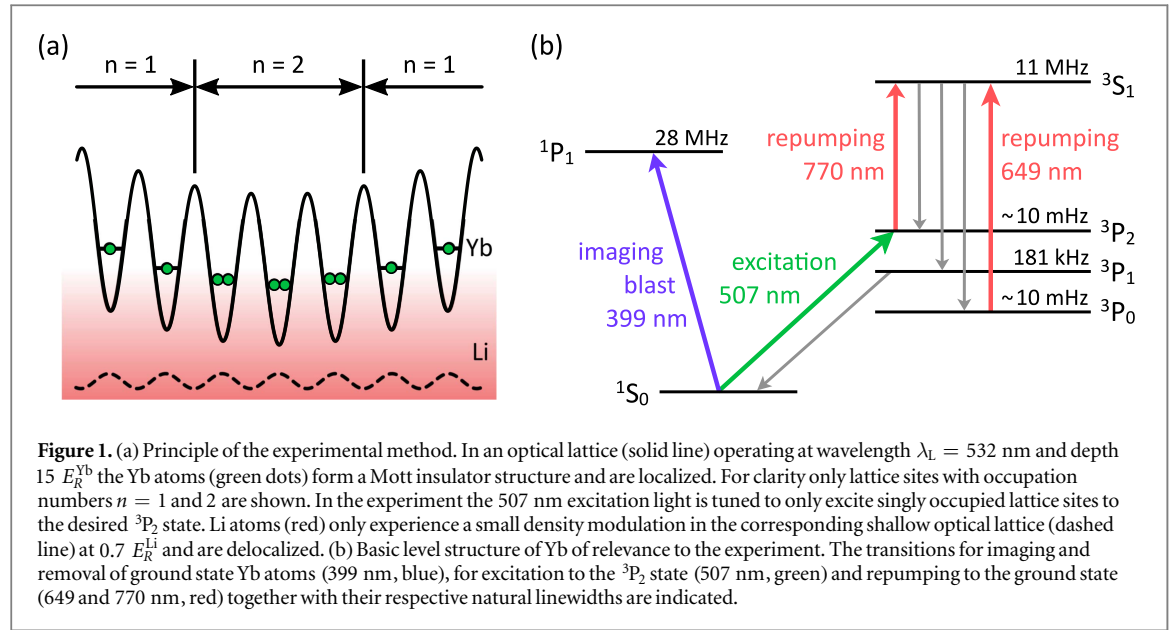 (a)
n = 1
n = 2
n = 1
Yb
Li
(b)
11 MHz
³S₁
28 MHz
¹P₁
repumping
770 nm
repumping
649 nm
~10 mHz
³P₂
181 kHz
³P₁
~10 mHz
³P₀
imaging
blast
399 nm
excitation
507 nm
¹S₀
Figure 1. (a) Principle of the experimental method. In an optical lattice (solid line) operating at wavelength λ_L = 532 nm and depth
15 E_R^Yb the Yb atoms (green dots) form a Mott insulator structure and are localized. For clarity only lattice sites with occupation
numbers n = 1 and 2 are shown. In the experiment the 507 nm excitation light is tuned to only excite singly occupied lattice sites to
the desired ³P₂ state. Li atoms (red) only experience a small density modulation in the corresponding shallow optical lattice (dashed
line) at 0.7 E_R^Li and are delocalized. (b) Basic level structure of Yb of relevance to the experiment. The transitions for imaging and
removal of ground state Yb atoms (399 nm, blue), for excitation to the ³P₂ state (507 nm, green) and repumping to the ground state
(649 and 770 nm, red) together with their respective natural linewidths are indicated.